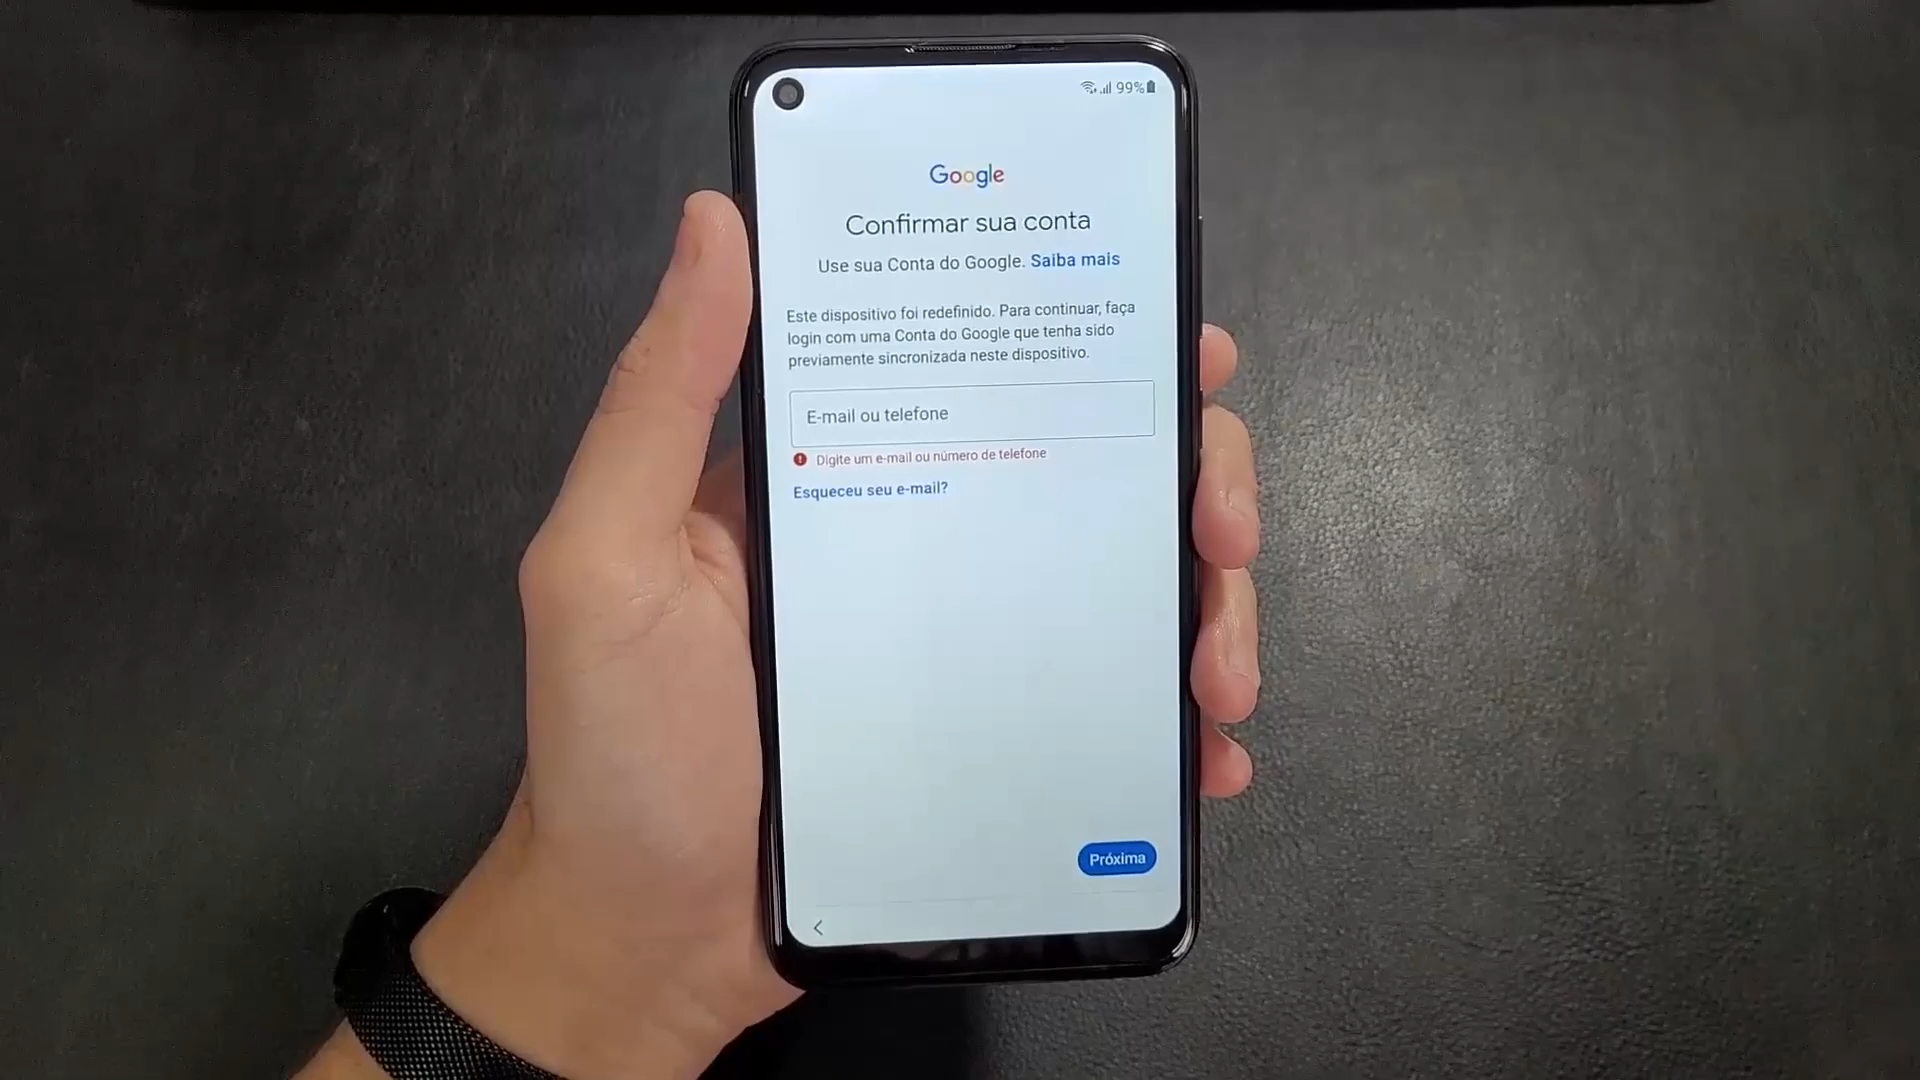 99%
Google
Confirmar sua conta
Use sua Conta do Google. Saiba mais
Este dispositivo foi redefinido. Para continuar, faça
login com uma Conta do Google que tenha sido
previamente sincronizada neste dispositivo.
E-mail ou telefone
Digite um e-mail ou número de telefone
Esqueceu seu e-mail?
Próxima